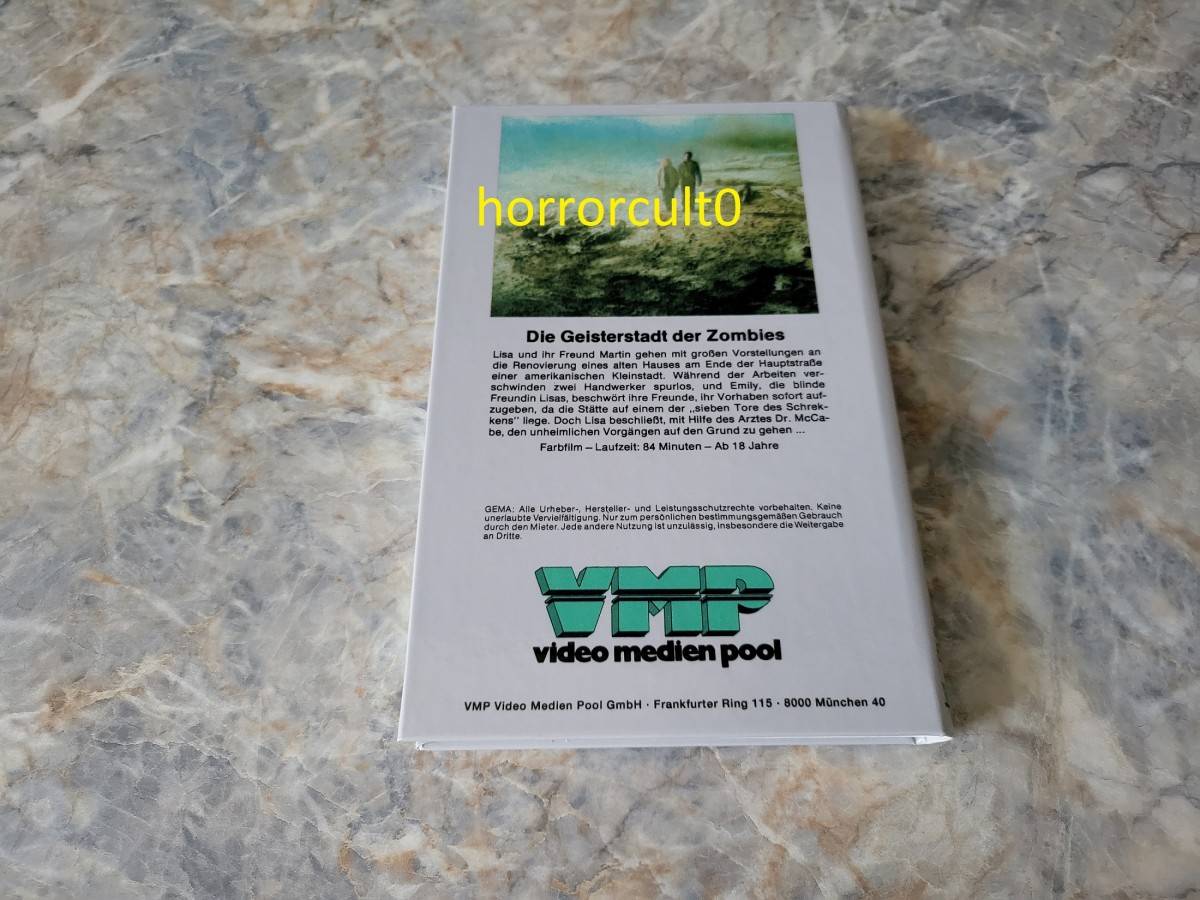 horrorcult0
Die Geisterstadt der Zombies
Lisa und ihr Freund Martin gehen mit großen Vorstellungen an
die Renovierung eines alten Hauses am Ende der Hauptstraße
einer amerikanischen Kleinstadt. Während der Arbeiten ver-
schwinden zwei Handwerker spurlos, und Emily, die blinde
Freundin Lisas, beschwört ihre Freunde, ihr Vorhaben sofort auf-
zugeben, da die Stätte auf einem der „sieben Tore des Schrek-
kens" liege. Doch Lisa beschließt, mit Hilfe des Arztes Dr. McCa-
be, den unheimlichen Vorgängen auf den Grund zu gehen ...
Farbfilm – Laufzeit: 84 Minuten – Ab 18 Jahre
GEMA: Alle Urheber-, Hersteller- und Leistungsschutzrechte vorbehalten. Keine
unerlaubte Vervielfältigung. Nur zum persönlichen bestimmungsgemäßen Gebrauch
durch den Mieter. Jede andere Nutzung ist unzulässig, insbesondere die Weitergabe
an Dritte.
VMP
video medien pool
VMP Video Medien Pool GmbH · Frankfurter Ring 115 · 8000 München 40